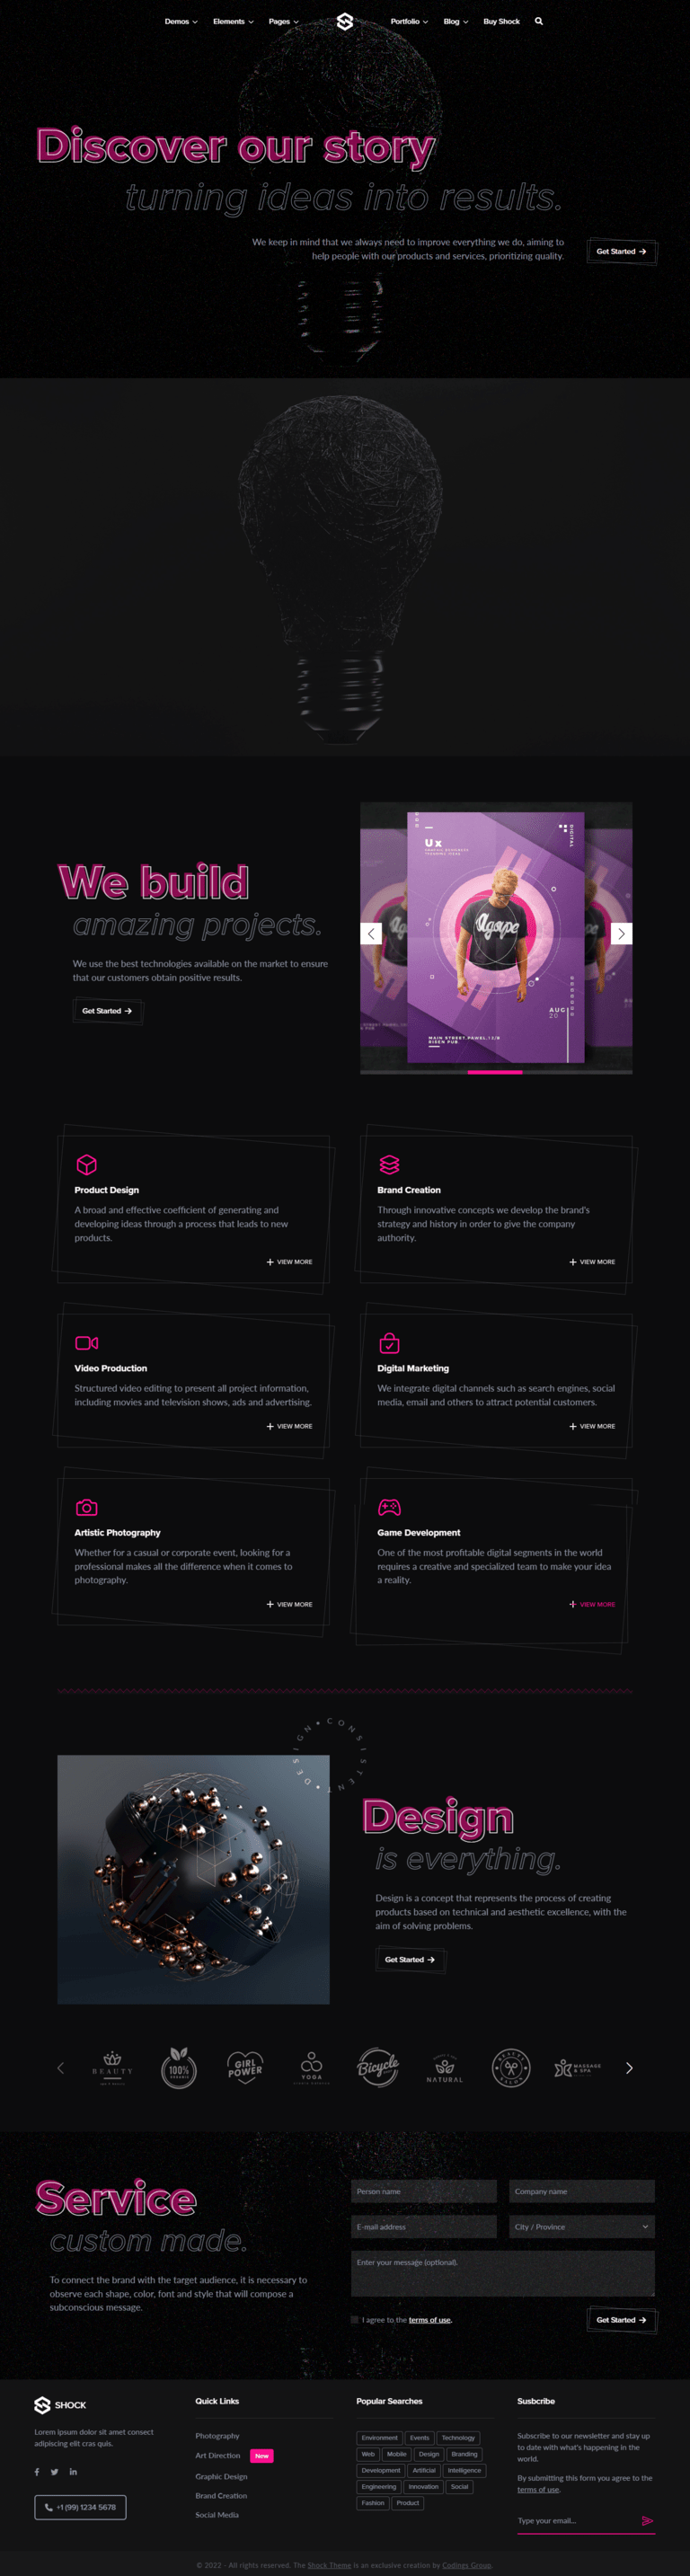 Demos Elements Pages Portfolio Blog Buy Shock
Discover our story
turning ideas into results.
We keep in mind that we always need to improve everything we do, aiming to
help people with our products and services, prioritizing quality.
Get Started
Ux
DIGITAL
agape
AUG
20
MAIN STREET,PAWEL,12/B
RISEN PUB
We build
amazing projects.
We use the best technologies available on the market to ensure
that our customers obtain positive results.
Get Started
Product Design
A broad and effective coefficient of generating and
developing ideas through a process that leads to new
products.
VIEW MORE
Brand Creation
Through innovative concepts we develop the brand's
strategy and history in order to give the company
authority.
VIEW MORE
Video Production
Structured video editing to present all project information,
including movies and television shows, ads and advertising.
VIEW MORE
Digital Marketing
We integrate digital channels such as search engines, social
media, email and others to attract potential customers.
VIEW MORE
Artistic Photography
Whether for a casual or corporate event, looking for a
professional makes all the difference when it comes to
photography.
VIEW MORE
Game Development
One of the most profitable digital segments in the world
requires a creative and specialized team to make your idea
a reality.
VIEW MORE
CONSISTENT • DESIGN •
Design
is everything.
Design is a concept that represents the process of creating
products based on technical and aesthetic excellence, with the
aim of solving problems.
Get Started
BEAUTY
100%
ORGANIC
GIRL
POWER
YOGA
Bicycle
NATURAL
BEAUTY
SALON
MASSAGE
& SPA
Service
custom made.
To connect the brand with the target audience, it is necessary to
observe each shape, color, font and style that will compose a
subconscious message.
Person name
Company name
E-mail address
City / Province
Enter your message (optional).
I agree to the terms of use.
Get Started
SHOCK
Lorem ipsum dolor sit amet consect
adipiscing elit cras quis.
+1 (99) 1234 5678
Quick Links
Photography
Art Direction New
Graphic Design
Brand Creation
Social Media
Popular Searches
Environment Events Technology
Web Mobile Design Branding
Development Artificial Intelligence
Engineering Innovation Social
Fashion Product
Susbcribe
Subscribe to our newsletter and stay up
to date with what's happening in the
world.
By submitting this form you agree to the
terms of use.
Type your email...
© 2022 - All rights reserved. The Shock Theme is an exclusive creation by Codings Group.